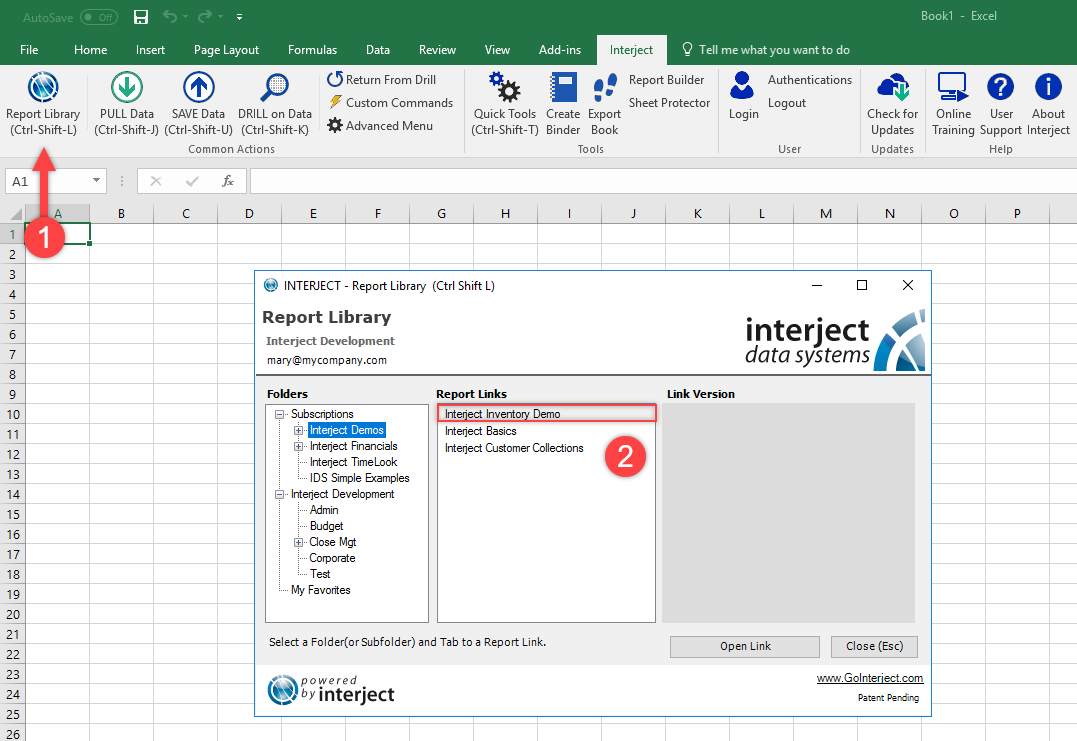 AutoSave Off
Book1 - Excel
File Home Insert Page Layout Formulas Data Review View Add-ins Interject Tell me what you want to do
Report Library
(Ctrl-Shift-L)
PULL Data
(Ctrl-Shift-J)
SAVE Data
(Ctrl-Shift-U)
DRILL on Data
(Ctrl-Shift-K)
Return From Drill
Custom Commands
Advanced Menu
Common Actions
Quick Tools
(Ctrl-Shift-T)
Create
Binder
Export
Book
Report Builder
Sheet Protector
Tools
Login
Authentications
Logout
User
Check for
Updates
Updates
Online
Training
User
Support
About
Interject
Help
A1
fx
A B C D E F G H I J K L M N O P
1
1
2
3
4
5
6
7
8
9
10
11
12
13
14
15
16
17
18
19
20
21
22
23
24
25
26
INTERJECT - Report Library (Ctrl Shift L)
Report Library
Interject Development
mary@mycompany.com
interject
data systems
Folders
Subscriptions
Interject Demos
Interject Financials
Interject TimeLook
IDS Simple Examples
Interject Development
Admin
Budget
Close Mgt
Corporate
Test
My Favorites
Report Links
Interject Inventory Demo
Interject Basics
Interject Customer Collections
2
Link Version
Select a Folder(or Subfolder) and Tab to a Report Link.
Open Link
Close (Esc)
powered
by interject
www.GoInterject.com
Patent Pending